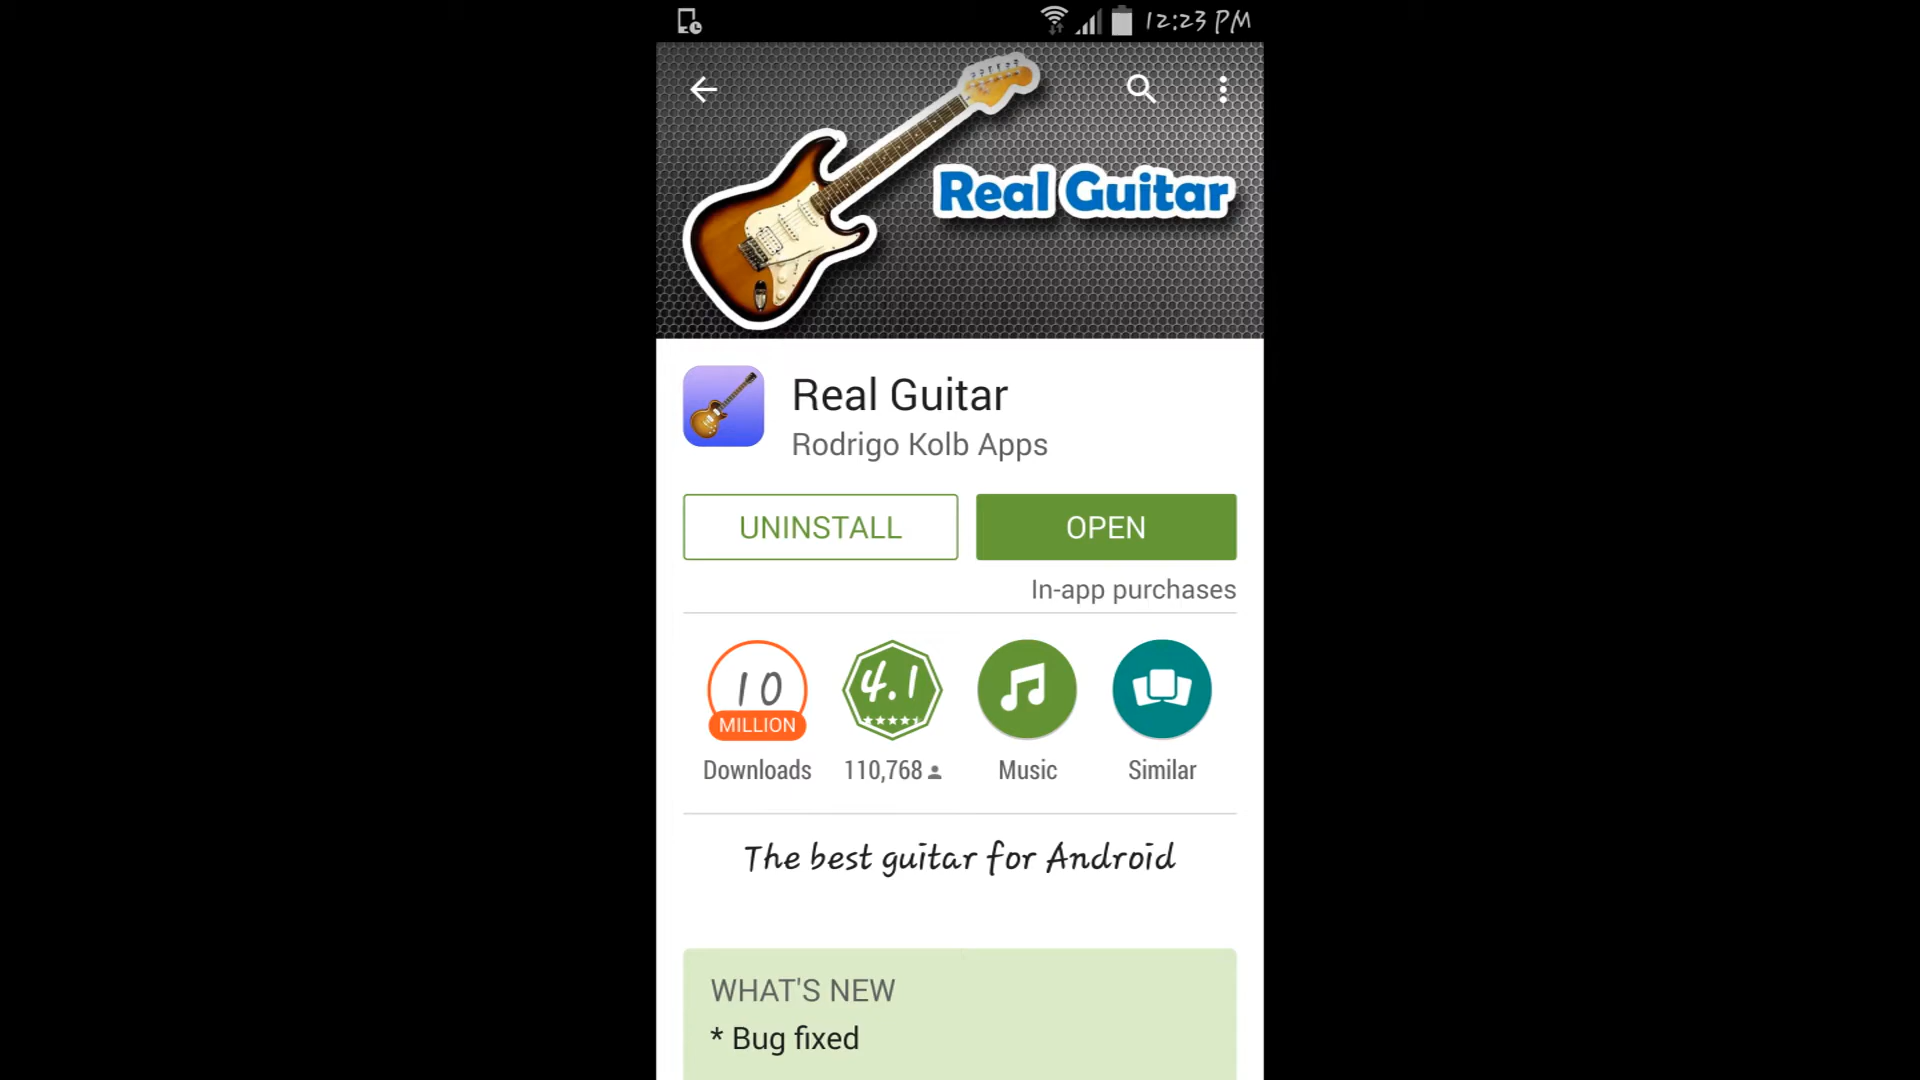 12:23 PM
Real Guitar
Real Guitar
Rodrigo Kolb Apps
UNINSTALL
OPEN
In-app purchases
10
MILLION
4.1
Downloads
110,768
Music
Similar
The best guitar for Android
WHAT'S NEW
* Bug fixed